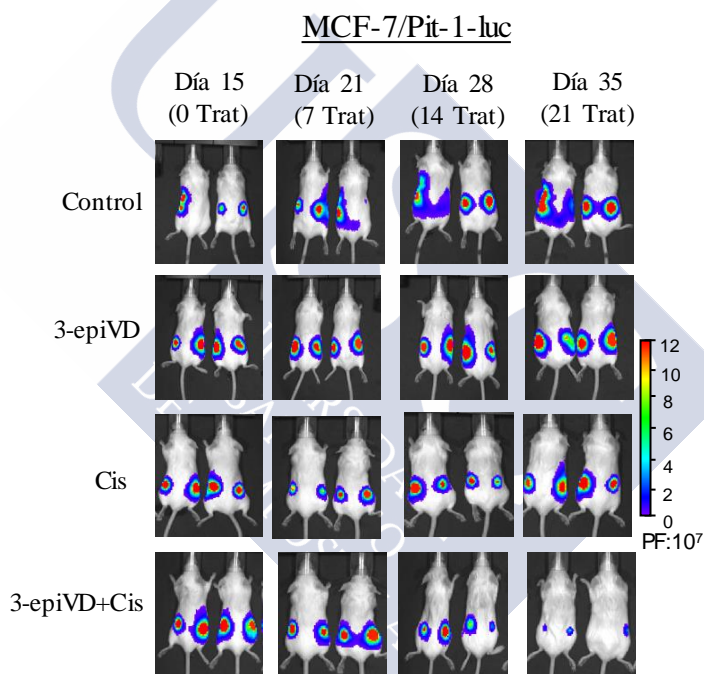 MCF-7/Pit-1-luc
Día 15 Día 21 Día 28 Día 35
(0 Trat) (7 Trat) (14 Trat) (21 Trat)
Control
3-epiVD
12
10
8
6
4
2
0
PF:10⁷
Cis
3-epiVD+Cis